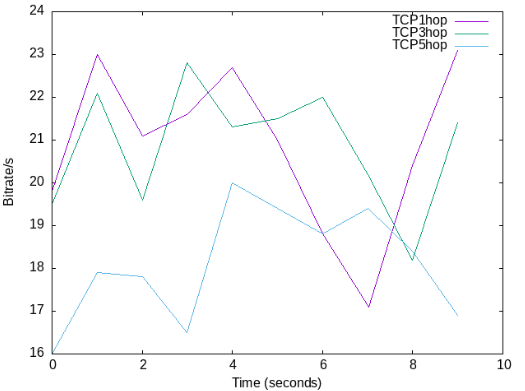 24
23
22
21
20
19
18
17
16
0 2 4 6 8 10
Bitrate/s
Time (seconds)
TCP1hop
TCP3hop
TCP5hop